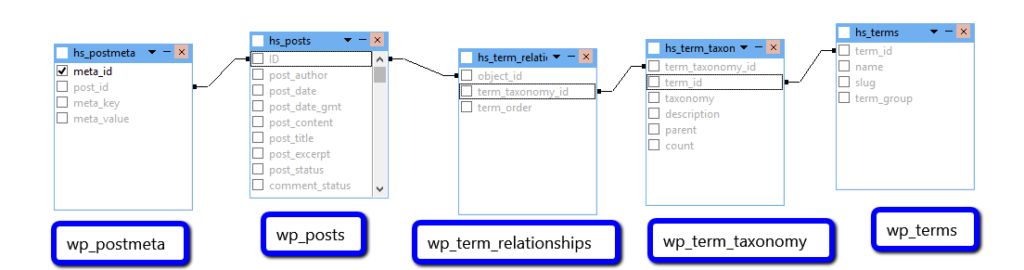 hs_postmeta
meta_id
post_id
meta_key
meta_value
wp_postmeta
hs_posts
ID
post_author
post_date
post_date_gmt
post_content
post_title
post_excerpt
post_status
comment_status
wp_posts
hs_term_relati
object_id
term_taxonomy_id
term_order
wp_term_relationships
hs_term_taxon
term_taxonomy_id
term_id
taxonomy
description
parent
count
wp_term_taxonomy
hs_terms
term_id
name
slug
term_group
wp_terms